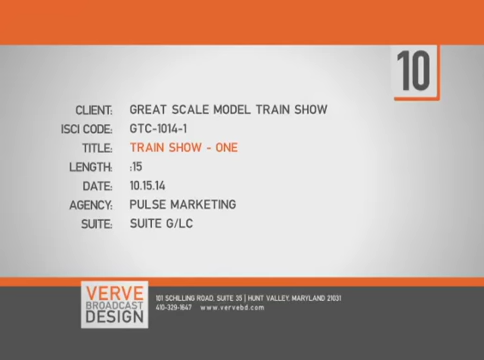 10
CLIENT: GREAT SCALE MODEL TRAIN SHOW
ISCI CODE: GTC-1014-1
TITLE: TRAIN SHOW - ONE
LENGTH: :15
DATE: 10.15.14
AGENCY: PULSE MARKETING
SUITE: SUITE G/LC
VERVE
BROADCAST
DESIGN
101 SCHILLING ROAD, SUITE 35 | HUNT VALLEY, MARYLAND 21031
410-329-1647 www.vervebd.com